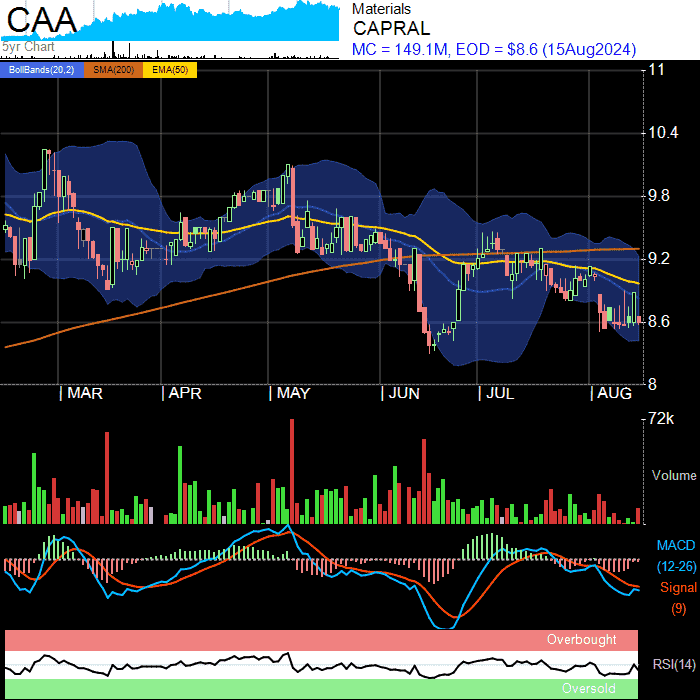 CAA
5yr Chart
Materials
CAPRAL
MC = 149.1M, EOD = $8.6 (15Aug2024)
BollBands(20,2) SMA(200) EMA(50)
11
10.4
9.8
9.2
8.6
8
MAR APR MAY JUN JUL AUG
72k
Volume
MACD
(12-26)
Signal
(9)
Overbought
RSI(14)
Oversold